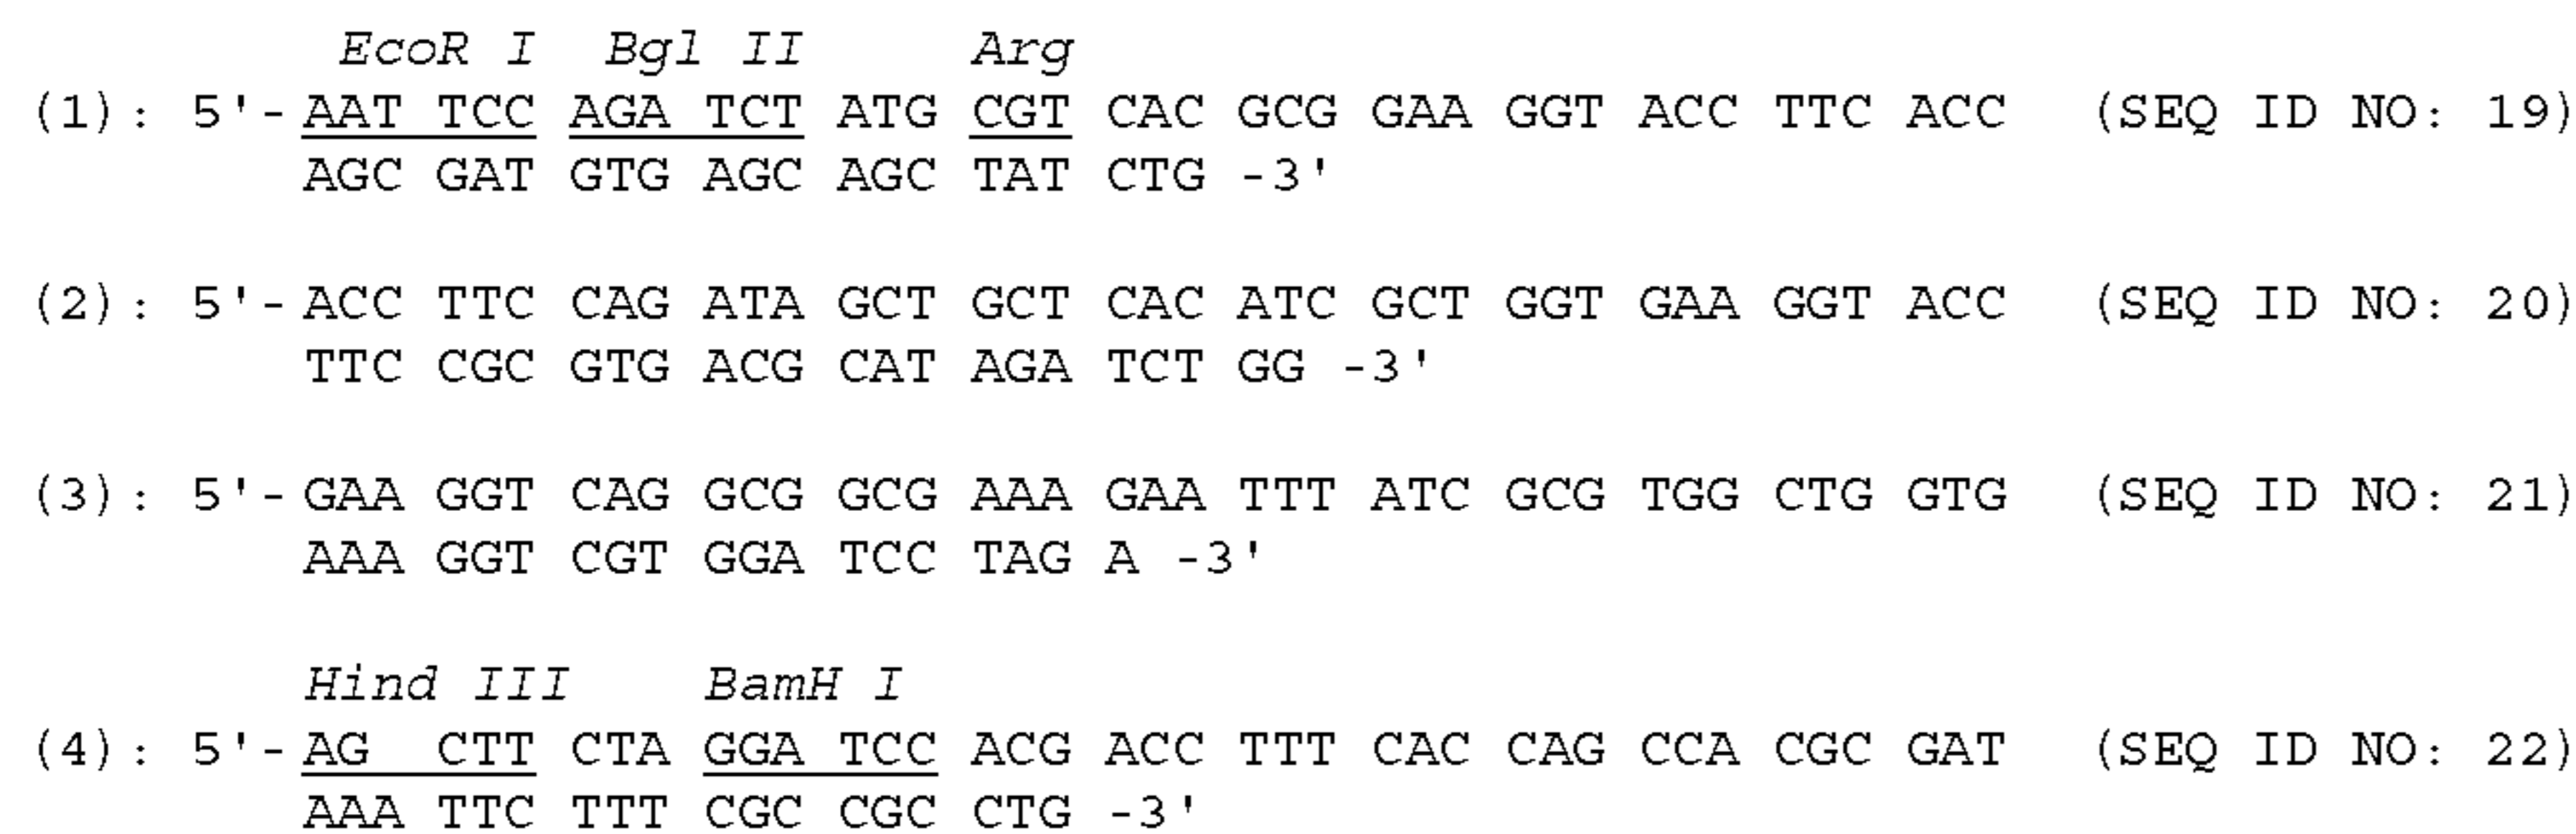 EcoR I Bgl II Arg
(1): 5'-AAT TCC AGA TCT ATG CGT CAC GCG GAA GGT ACC TTC ACC (SEQ ID NO: 19)
AGC GAT GTG AGC AGC TAT CTG -3'
(2): 5'-ACC TTC CAG ATA GCT GCT CAC ATC GCT GGT GAA GGT ACC (SEQ ID NO: 20)
TTC CGC GTG ACG CAT AGA TCT GG -3'
(3): 5'-GAA GGT CAG GCG GCG AAA GAA TTT ATC GCG TGG CTG GTG (SEQ ID NO: 21)
AAA GGT CGT GGA TCC TAG A -3'
Hind III BamH I
(4): 5'-AG CTT CTA GGA TCC ACG ACC TTT CAC CAG CCA CGC GAT (SEQ ID NO: 22)
AAA TTC TTT CGC CGC CTG -3'